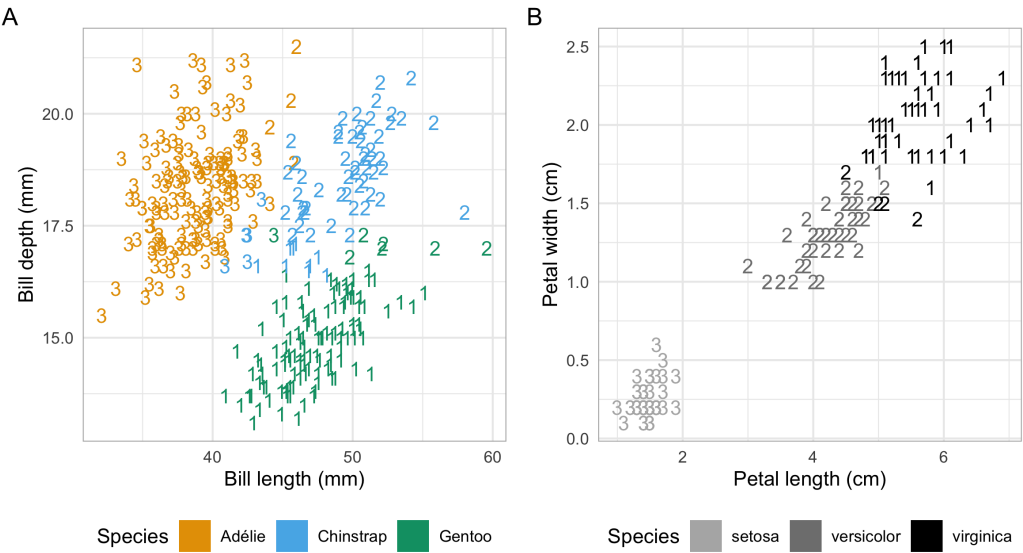 A
B
Bill depth (mm)
20.0
17.5
15.0
40
50
60
Bill length (mm)
Species
Adélie
Chinstrap
Gentoo
Petal width (cm)
2.5
2.0
1.5
1.0
0.5
0.0
2
4
6
Petal length (cm)
Species
setosa
versicolor
virginica